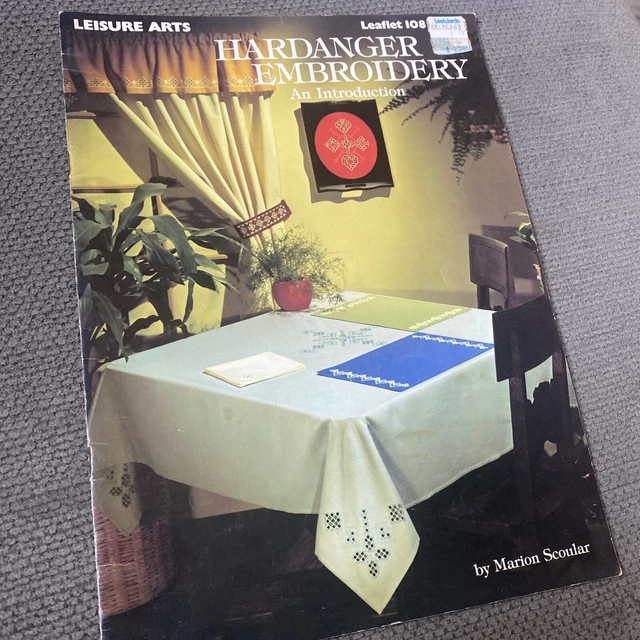 LEISURE ARTS
Leaflet 108
HARDANGER
EMBROIDERY
An Introduction
by Marion Scoular